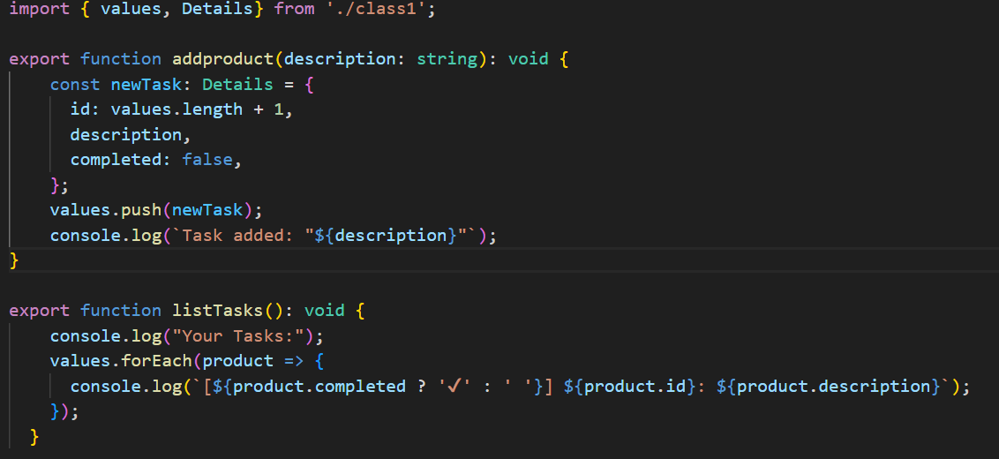 import { values, Details} from './class1';
export function addproduct(description: string): void {
    const newTask: Details = {
      id: values.length + 1,
      description,
      completed: false,
    };
    values.push(newTask);
    console.log(`Task added: "${description}"`);
}
export function listTasks(): void {
    console.log("Your Tasks:");
    values.forEach(product => {
      console.log(`[${product.completed ? '✓' : ' '}] ${product.id}: ${product.description}`);
    });
  }